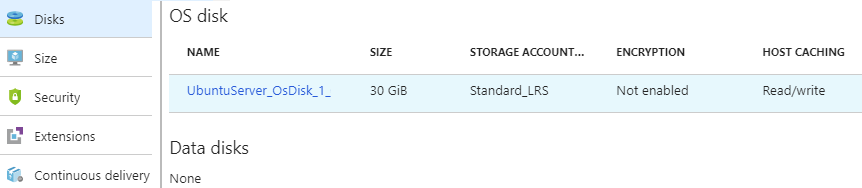 Disks
Size
Security
Extensions
Continuous delivery
OS disk
NAME SIZE STORAGE ACCOUNT... ENCRYPTION HOST CACHING
UbuntuServer_OsDisk_1_ 30 GiB Standard_LRS Not enabled Read/write
Data disks
None